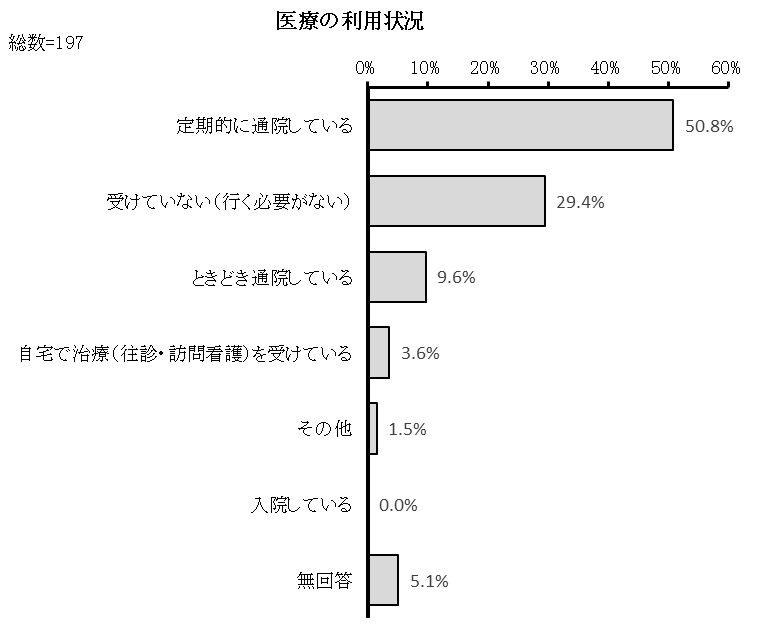 医療の利用状況
総数=197
0% 10% 20% 30% 40% 50% 60%
定期的に通院している 50.8%
受けていない（行く必要がない） 29.4%
ときどき通院している 9.6%
自宅で治療（往診・訪問看護）を受けている 3.6%
その他 1.5%
入院している 0.0%
無回答 5.1%